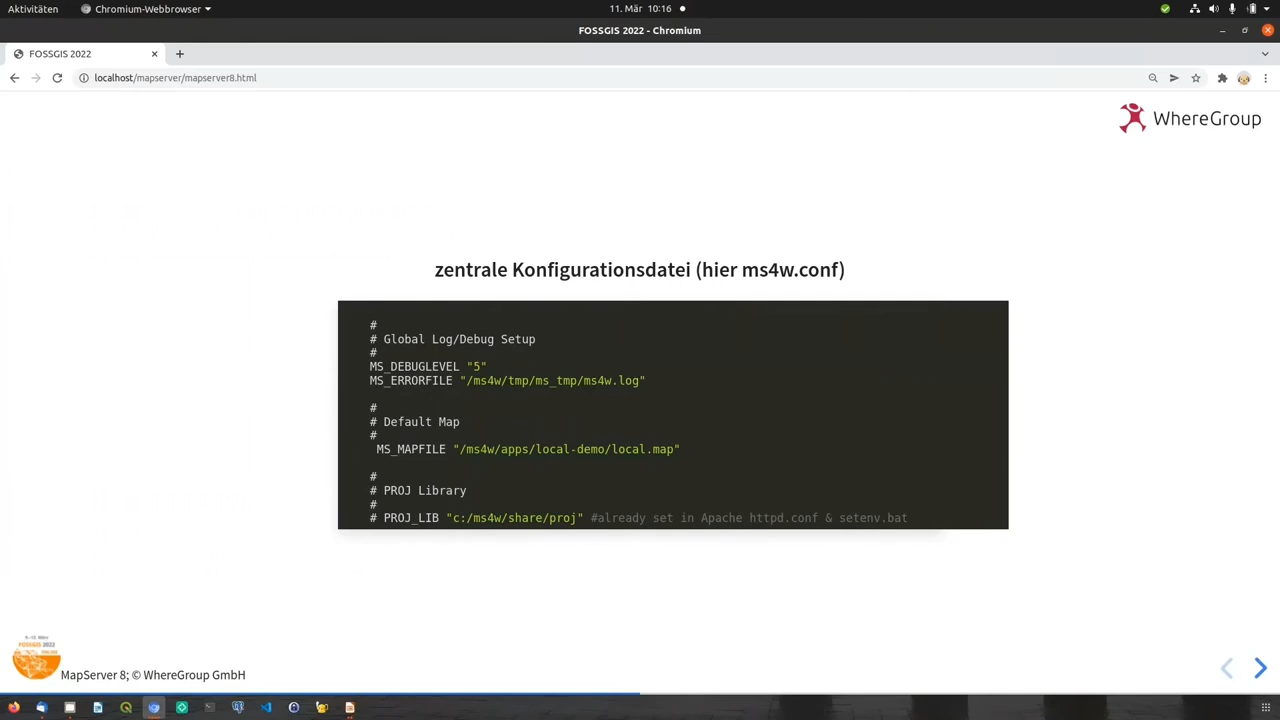 Aktivitäten
Chromium-Webbrowser
11. Mär 10:16
FOSSGIS 2022 - Chromium
FOSSGIS 2022
localhost/mapserver/mapserver8.html
WhereGroup
zentrale Konfigurationsdatei (hier ms4w.conf)
#
# Global Log/Debug Setup
#
MS_DEBUGLEVEL "5"
MS_ERRORFILE "/ms4w/tmp/ms_tmp/ms4w.log"
#
# Default Map
#
MS_MAPFILE "/ms4w/apps/local-demo/local.map"
#
# PROJ Library
#
# PROJ_LIB "c:/ms4w/share/proj" #already set in Apache httpd.conf & setenv.bat
FOSSGIS 2022
MapServer 8; © WhereGroup GmbH